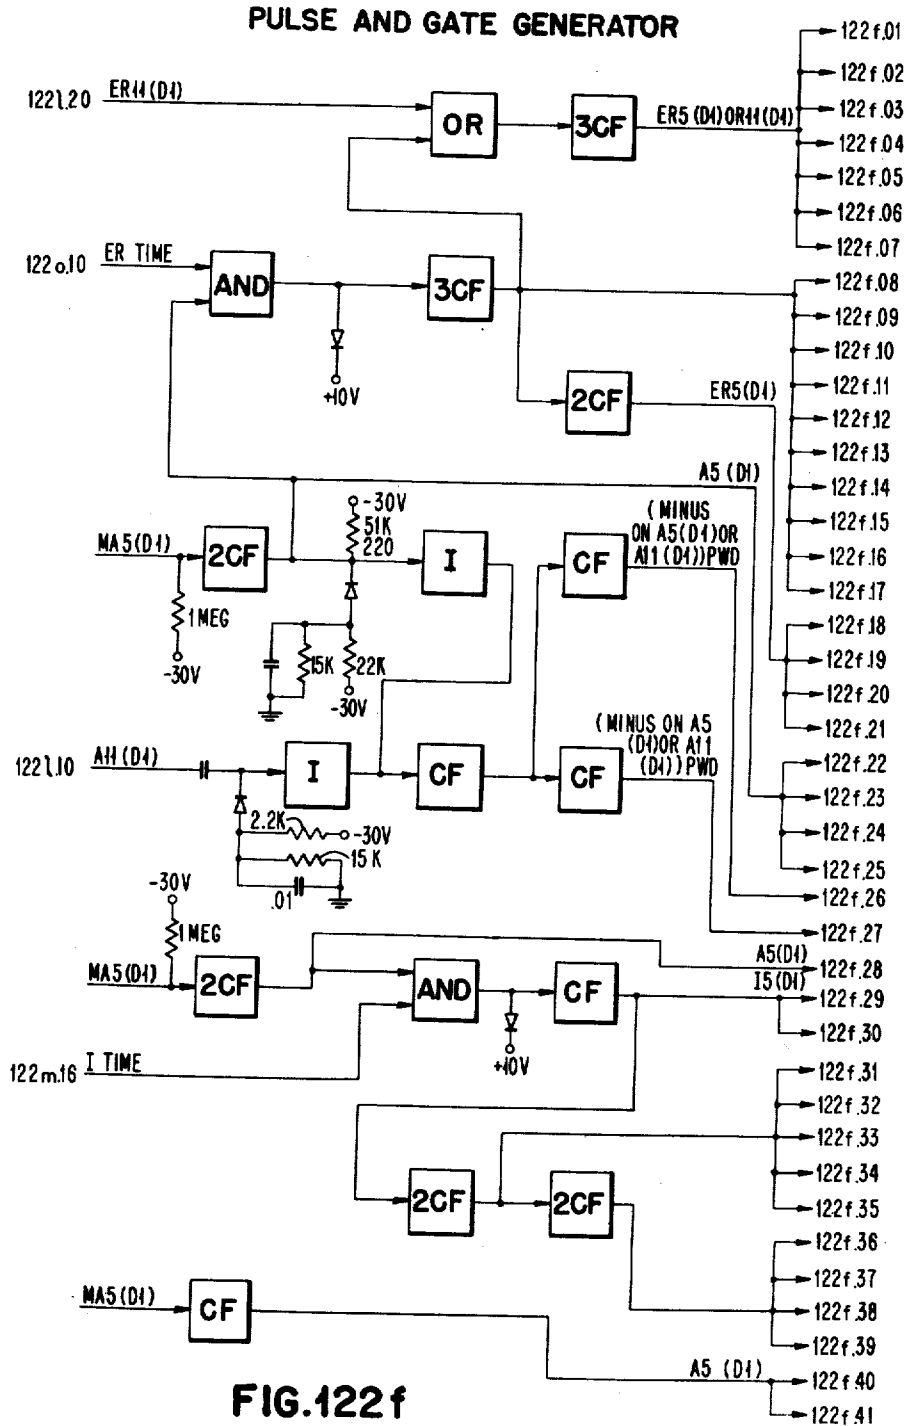 PULSE AND GATE GENERATOR
122f.01
122l.20
ER11(D1)
122f.02
122f.03
OR
3CF
ER5(D1)OR11(D1)
122f.04
122f.05
122f.06
122f.07
122o.10
ER TIME
AND
3CF
122f.08
122f.09
122f.10
+10V
2CF
ER5(D1)
122f.11
122f.12
122f.13
A5(D1)
122f.14
-30V
51K
220
(MINUS
ON A5(D1)OR
A11(D1))PWD
122f.15
MA5(D1)
2CF
I
CF
122f.16
122f.17
1MEG
-30V
15K
22K
-30V
122f.18
122f.19
122f.20
122f.21
(MINUS ON A5
(D1)OR A11
(D1))PWD
122l.10
A11(D1)
I
CF
CF
122f.22
122f.23
2.2K
-30V
15K
.01
122f.24
122f.25
122f.26
-30V
1MEG
122f.27
A5(D1)
122f.28
MA5(D1)
2CF
AND
CF
I5(D1)
122f.29
122f.30
+10V
122m.16
I TIME
122f.31
122f.32
122f.33
122f.34
2CF
2CF
122f.35
122f.36
122f.37
MA5(D1)
CF
122f.38
122f.39
A5 (D1)
122f.40
122f.41
FIG.122f